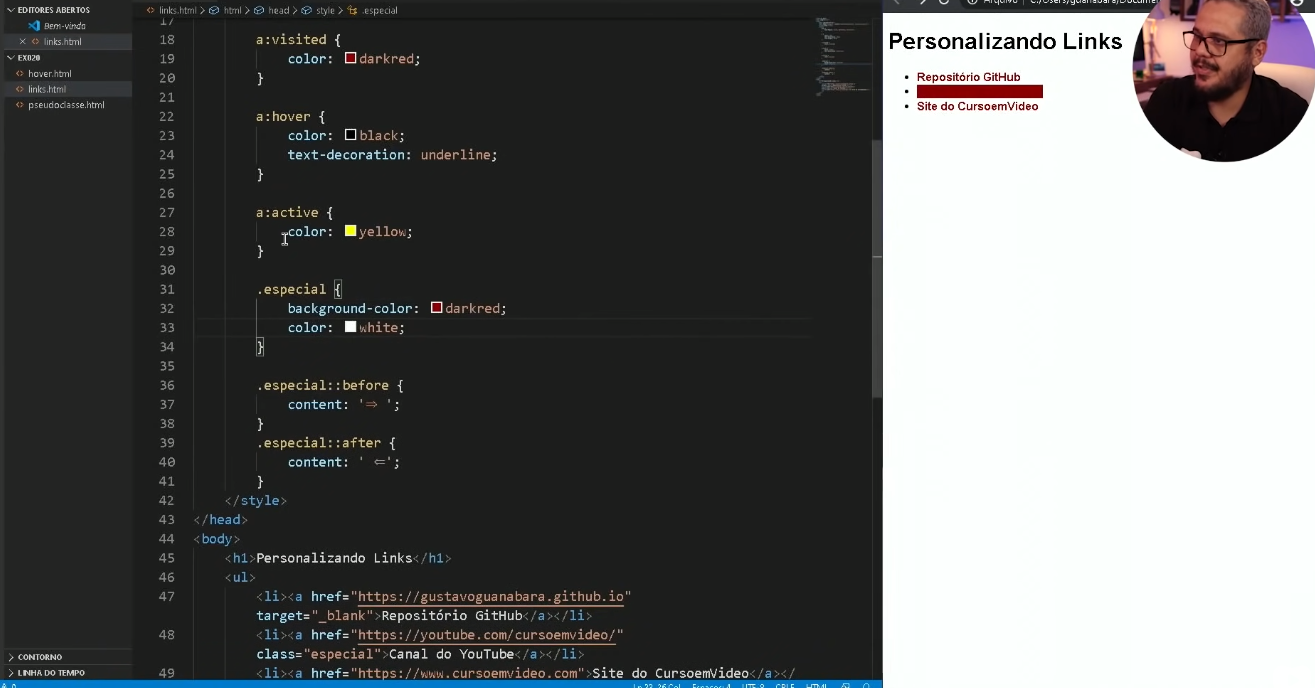 EDITORES ABERTOS
Bem-vindo
links.html
EX020
hover.html
links.html
pseudoclasse.html
CONTORNO
LINHA DO TEMPO
links.html > html > head > style > .especial
17
18 a:visited {
19 color: darkred;
20 }
21
22 a:hover {
23 color: black;
24 text-decoration: underline;
25 }
26
27 a:active {
28 color: yellow;
29 }
30
31 .especial {
32 background-color: darkred;
33 color: white;
34 }
35
36 .especial::before {
37 content: '⇒ ';
38 }
39 .especial::after {
40 content: ' ⇐';
41 }
42 </style>
43 </head>
44 <body>
45 <h1>Personalizando Links</h1>
46 <ul>
47 <li><a href="https://gustavoguanabara.github.io"
target="_blank">Repositório GitHub</a></li>
48 <li><a href="https://youtube.com/cursoemvideo/"
class="especial">Canal do YouTube</a></li>
49 <li><a href="https://www.cursoemvideo.com">Site do CursoemVideo</a></
Personalizando Links
Repositório GitHub
Site do CursoemVideo